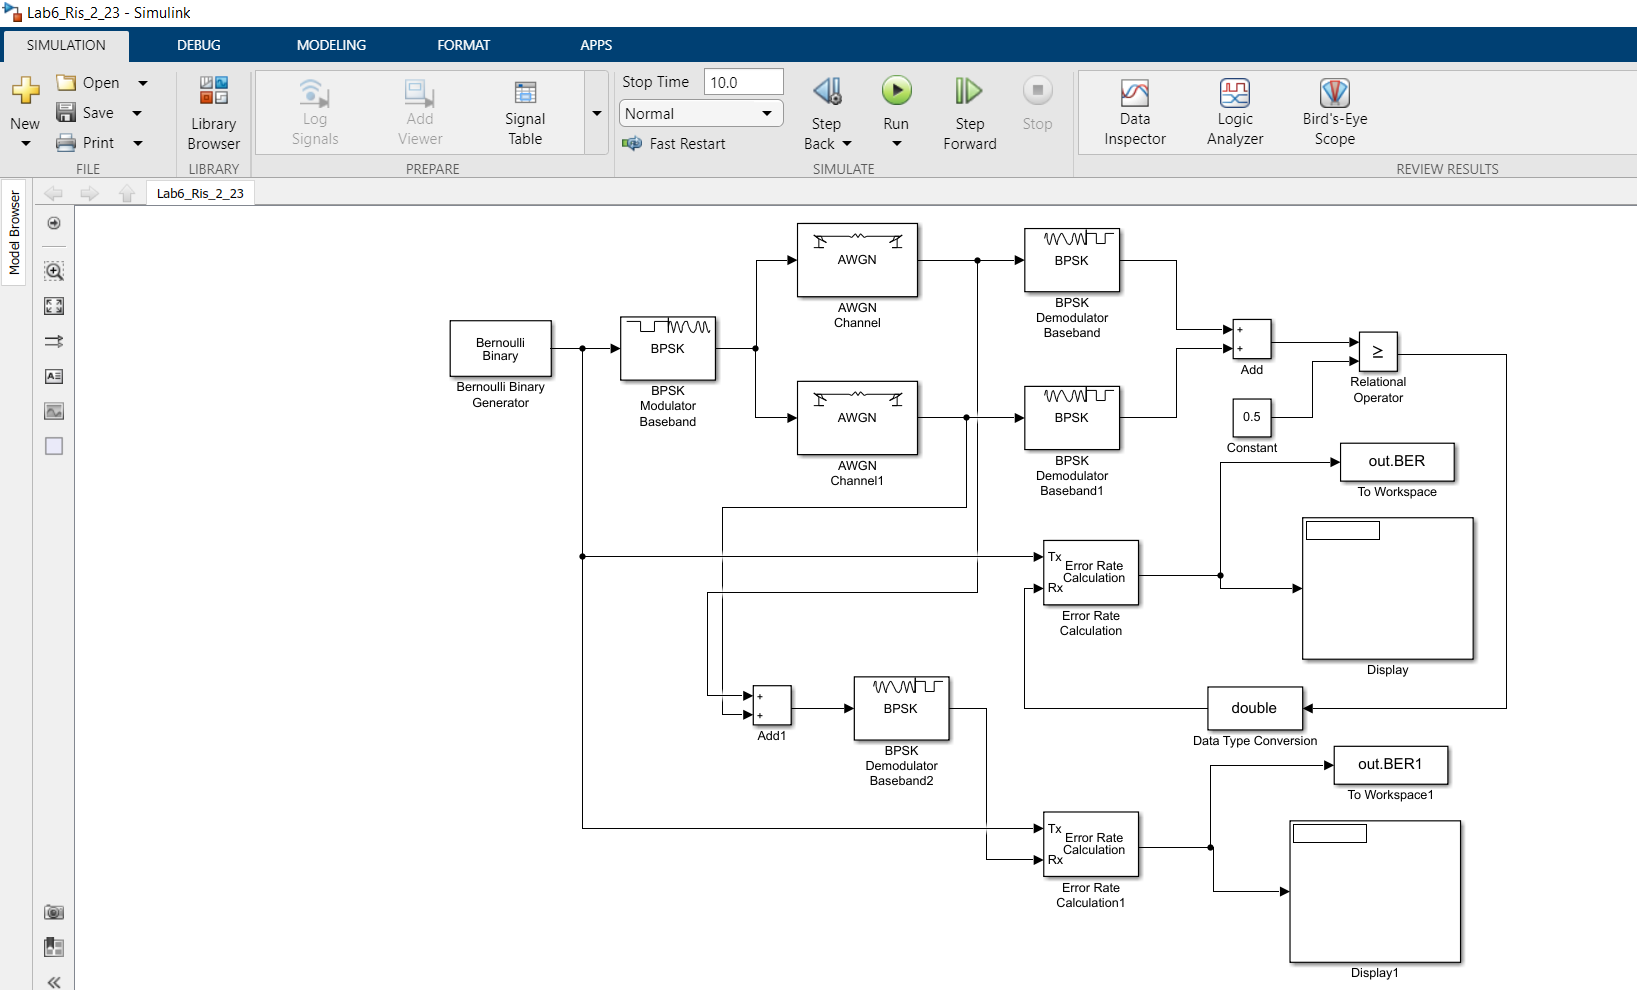 Lab6_Ris_2_23 - Simulink
SIMULATION
DEBUG
MODELING
FORMAT
APPS
New
Open
Save
Print
FILE
Library
Browser
LIBRARY
Log
Signals
Add
Viewer
Signal
Table
PREPARE
Stop Time
10.0
Normal
Fast Restart
Step
Back
Run
Step
Forward
Stop
SIMULATE
Data
Inspector
Logic
Analyzer
Bird's-Eye
Scope
REVIEW RESULTS
Model Browser
Lab6_Ris_2_23
Bernoulli
Binary
Bernoulli Binary
Generator
BPSK
BPSK
Modulator
Baseband
AWGN
AWGN
Channel
AWGN
AWGN
Channel1
BPSK
BPSK
Demodulator
Baseband
BPSK
BPSK
Demodulator
Baseband1
+
+
Add
≥
Relational
Operator
0.5
Constant
out.BER
To Workspace
Tx
Rx
Error Rate
Calculation
Error Rate
Calculation
Display
double
Data Type Conversion
+
+
Add1
BPSK
BPSK
Demodulator
Baseband2
out.BER1
To Workspace1
Tx
Rx
Error Rate
Calculation
Error Rate
Calculation1
Display1